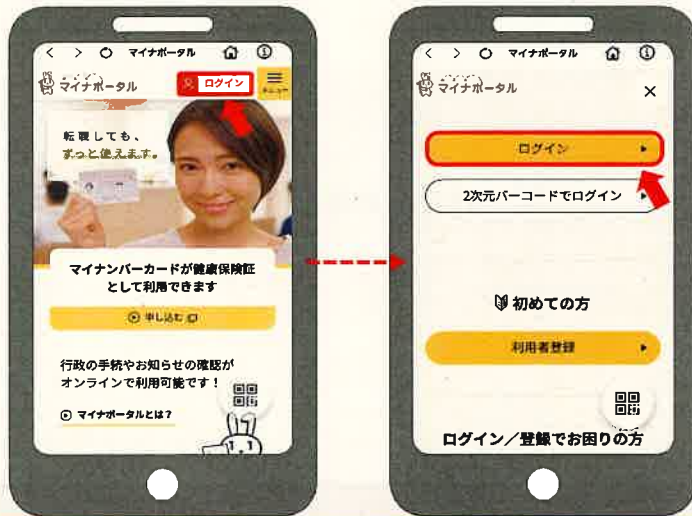 マイナポータル
マイナポータル
ログイン
メニュー
転職しても、
ずっと使えます。
マイナンバーカードが健康保険証
として利用できます
申し込む
行政の手続やお知らせの確認が
オンラインで利用可能です！
マイナポータルとは？
マイナポータル
マイナポータル
ログイン
2次元バーコードでログイン
初めての方
利用者登録
ログイン／登録でお困りの方